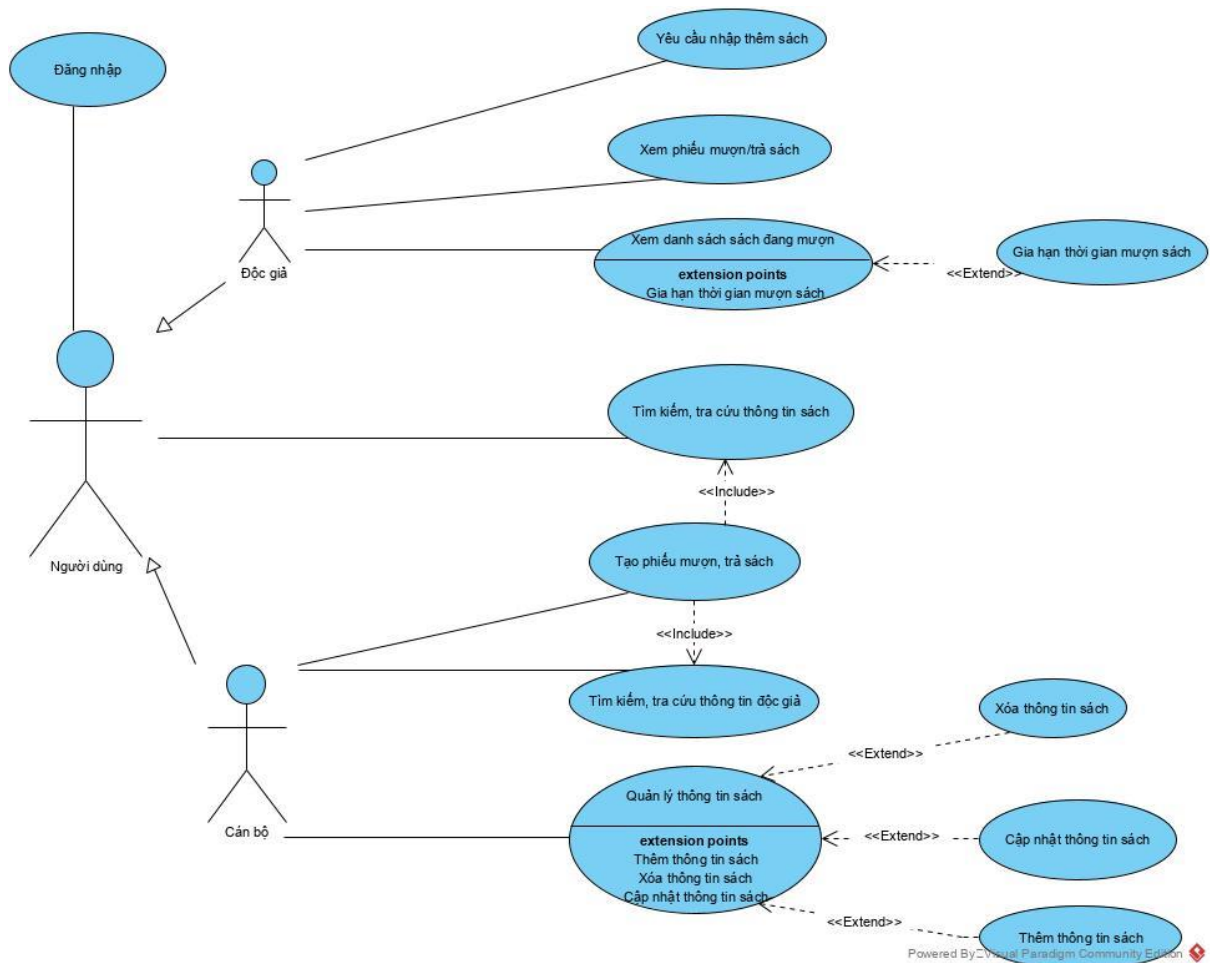 Yêu cầu nhập thêm sách
Đăng nhập
Xem phiếu mượn/trả sách
Xem danh sách sách đang mượn
extension points
Gia hạn thời gian mượn sách
<<Extend>>
Gia hạn thời gian mượn sách
Độc giả
Tìm kiếm, tra cứu thông tin sách
<<Include>>
Người dùng
Tạo phiếu mượn, trả sách
<<Include>>
Tìm kiếm, tra cứu thông tin độc giả
Xóa thông tin sách
<<Extend>>
Quản lý thông tin sách
Cán bộ
extension points
Thêm thông tin sách
Xóa thông tin sách
Cập nhật thông tin sách
<<Extend>>
Cập nhật thông tin sách
<<Extend>>
Thêm thông tin sách
Powered By Visual Paradigm Community Edition